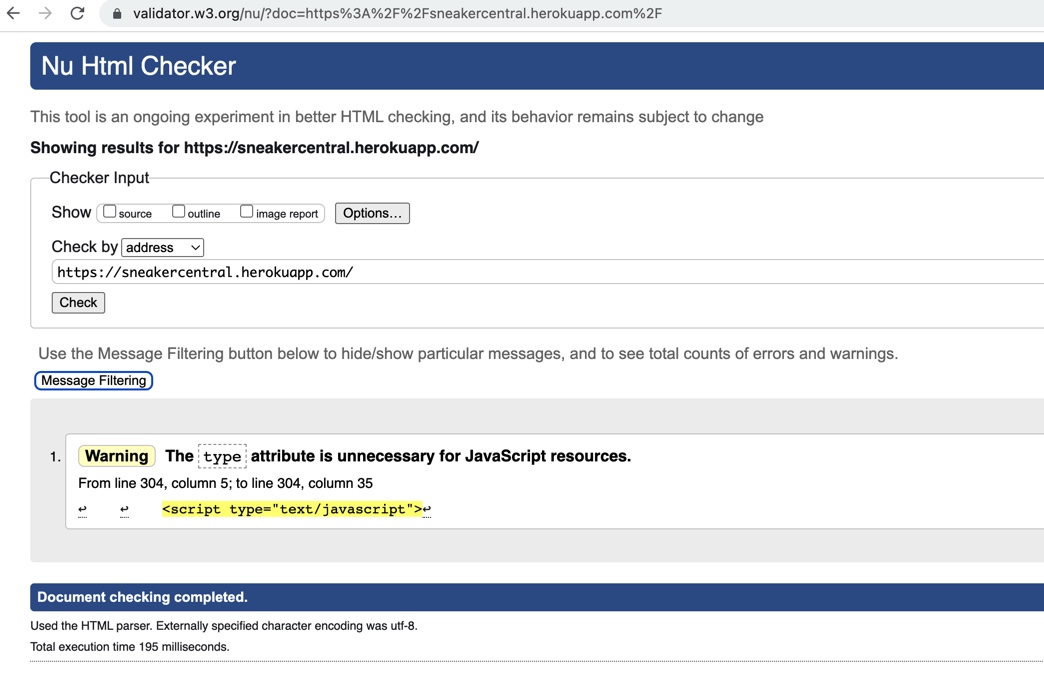 validator.w3.org/nu/?doc=https%3A%2F%2Fsneakercentral.herokuapp.com%2F
Nu Html Checker
This tool is an ongoing experiment in better HTML checking, and its behavior remains subject to change
Showing results for https://sneakercentral.herokuapp.com/
Checker Input
Show source outline image report Options...
Check by address
https://sneakercentral.herokuapp.com/
Check
Use the Message Filtering button below to hide/show particular messages, and to see total counts of errors and warnings.
Message Filtering
1. Warning The type attribute is unnecessary for JavaScript resources.
From line 304, column 5; to line 304, column 35
↩ ↩ <script type="text/javascript">↩
Document checking completed.
Used the HTML parser. Externally specified character encoding was utf-8.
Total execution time 195 milliseconds.